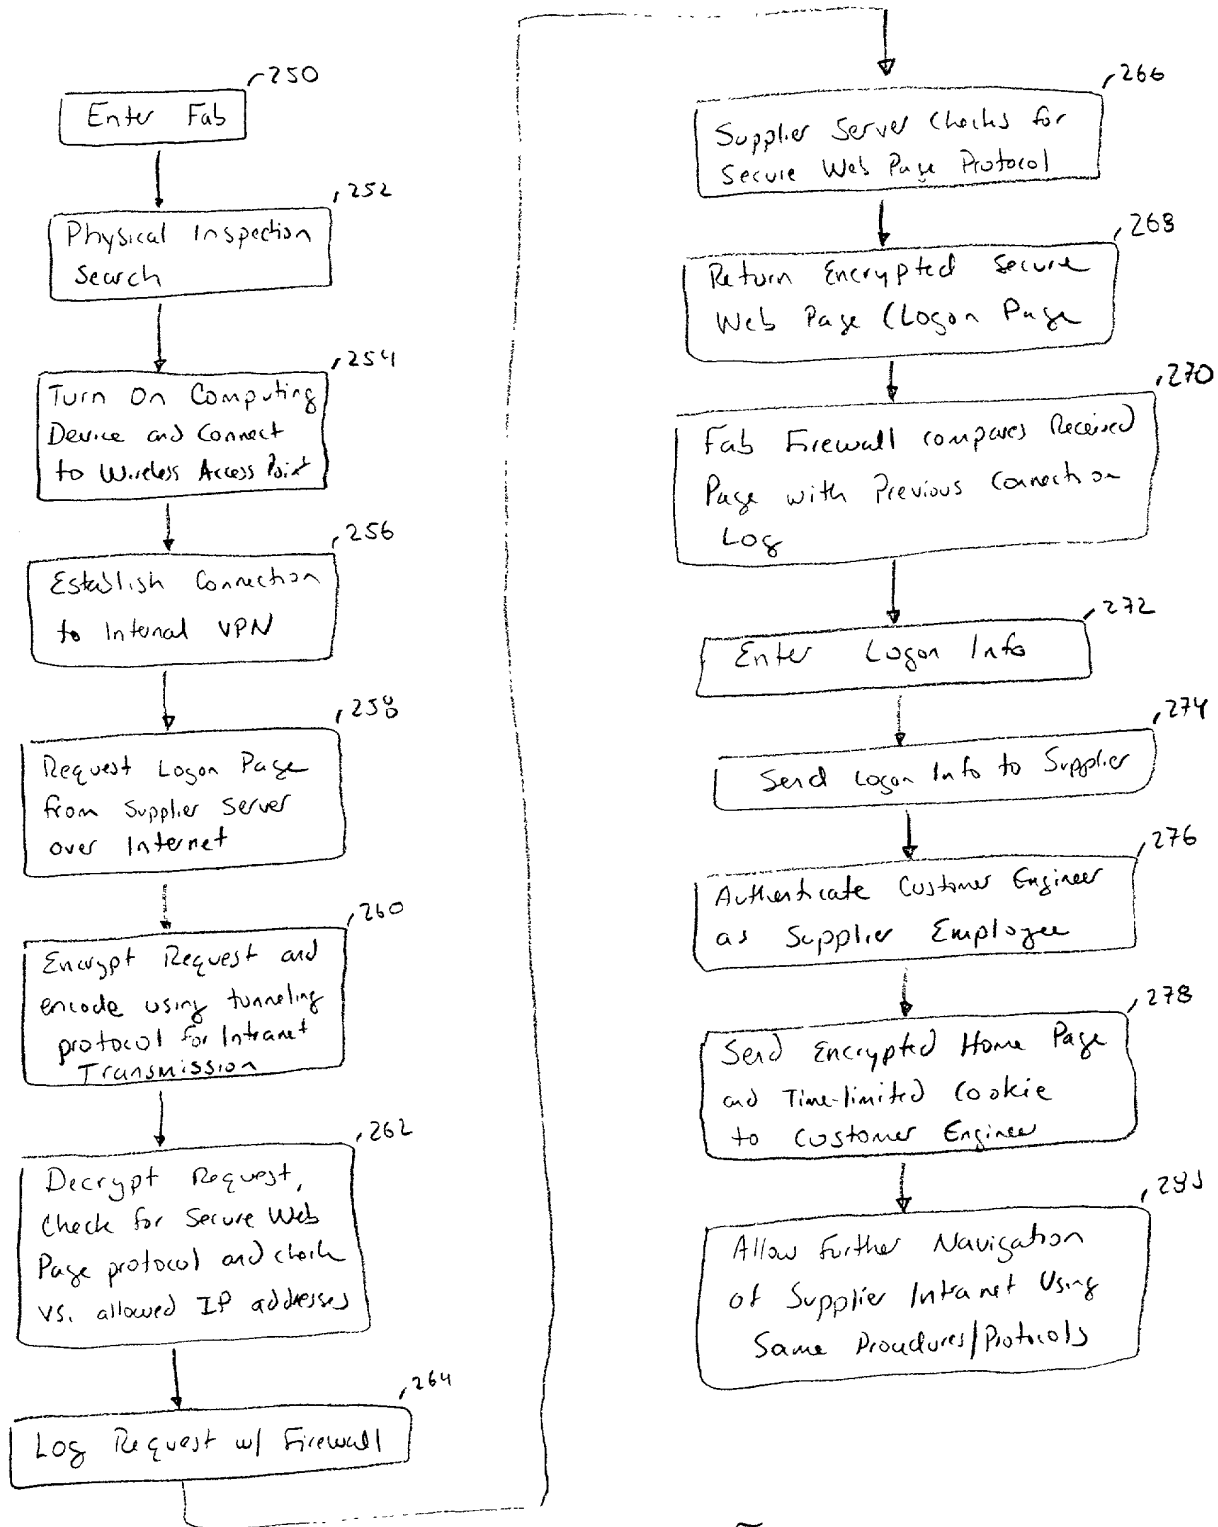 250
Enter Fab
252
Physical Inspection
Search
254
Turn On Computing
Device and Connect
to Wireless Access Point
256
Establish Connection
to Internal VPN
258
Request Logon Page
from Supplier Server
over Internet
260
Encrypt Request and
encode using tunneling
protocol for Intranet
Transmission
262
Decrypt Request,
Check for Secure Web
Page protocol and check
vs. allowed IP addresses
264
Log Request w/ Firewall
266
Supplier Server Checks for
Secure Web Page Protocol
268
Return Encrypted Secure
Web Page (Logon Page
270
Fab Firewall compares Received
Page with Previous Connection
Log
272
Enter Logon Info
274
Send Logon Info to Supplier
276
Authenticate Customer Engineer
as Supplier Employee
278
Send Encrypted Home Page
and Time-limited Cookie
to Customer Engineer
Allow Further Navigation
of Supplier Intranet Using
Same Procedures/Protocols